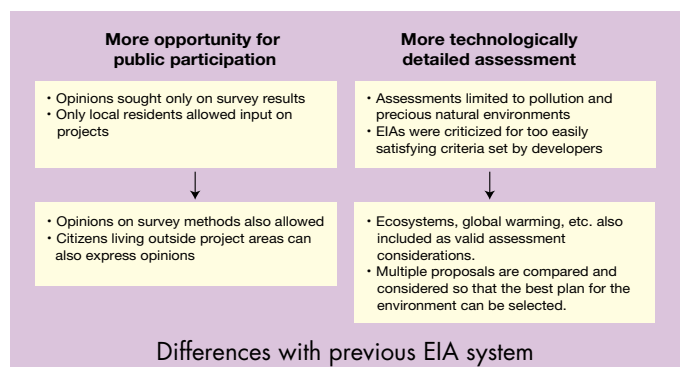 More opportunity for
public participation
• Opinions sought only on survey results
• Only local residents allowed input on
projects
• Opinions on survey methods also allowed
• Citizens living outside project areas can
also express opinions
More technologically
detailed assessment
• Assessments limited to pollution and
precious natural environments
• EIAs were criticized for too easily
satisfying criteria set by developers
• Ecosystems, global warming, etc. also
included as valid assessment
considerations.
• Multiple proposals are compared and
considered so that the best plan for the
environment can be selected.
Differences with previous EIA system